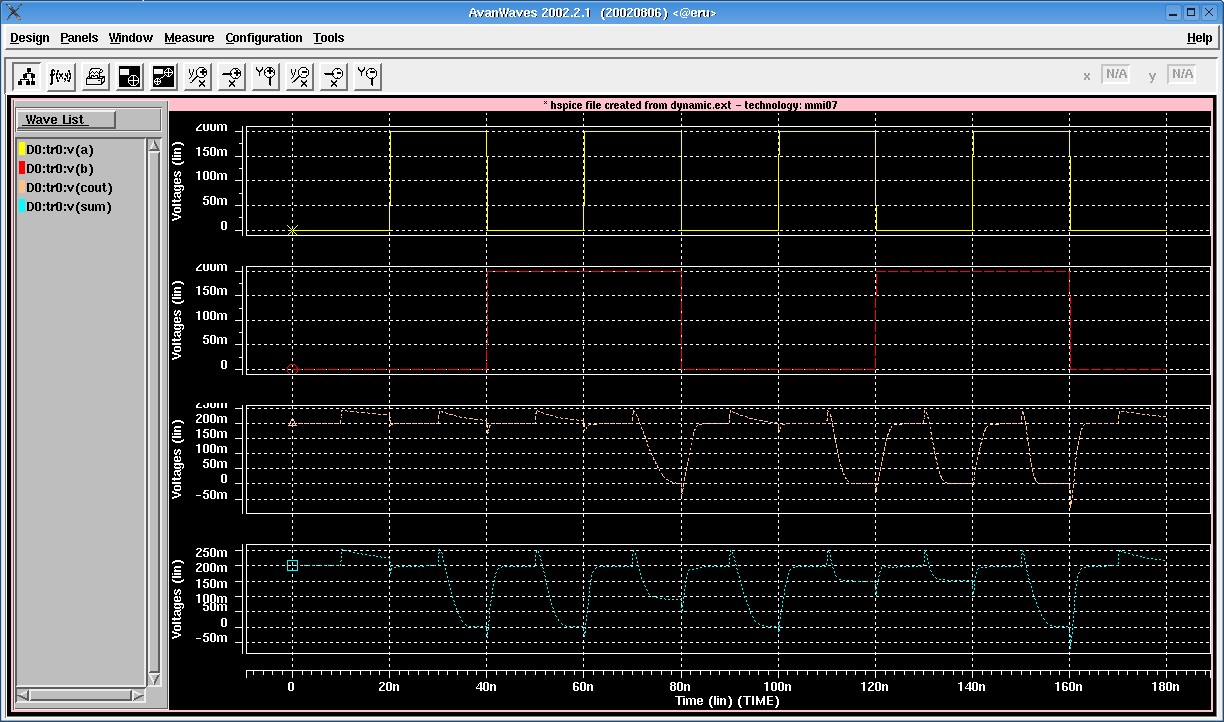 AvanWaves 2002.2.1 (20020806) <@eru>
Design Panels Window Measure Configuration Tools Help
f(x) x N/A y N/A
* hspice file created from dynamic.ext - technology: mmi07
Wave List
D0:tr0:v(a)
D0:tr0:v(b)
D0:tr0:v(cout)
D0:tr0:v(sum)
Voltages (lin)
200m
150m
100m
50m
0
Voltages (lin)
200m
150m
100m
50m
0
Voltages (lin)
250m
200m
150m
100m
50m
0
-50m
Voltages (lin)
250m
200m
150m
100m
50m
0
-50m
0 20n 40n 60n 80n 100n 120n 140n 160n 180n
Time (lin) (TIME)